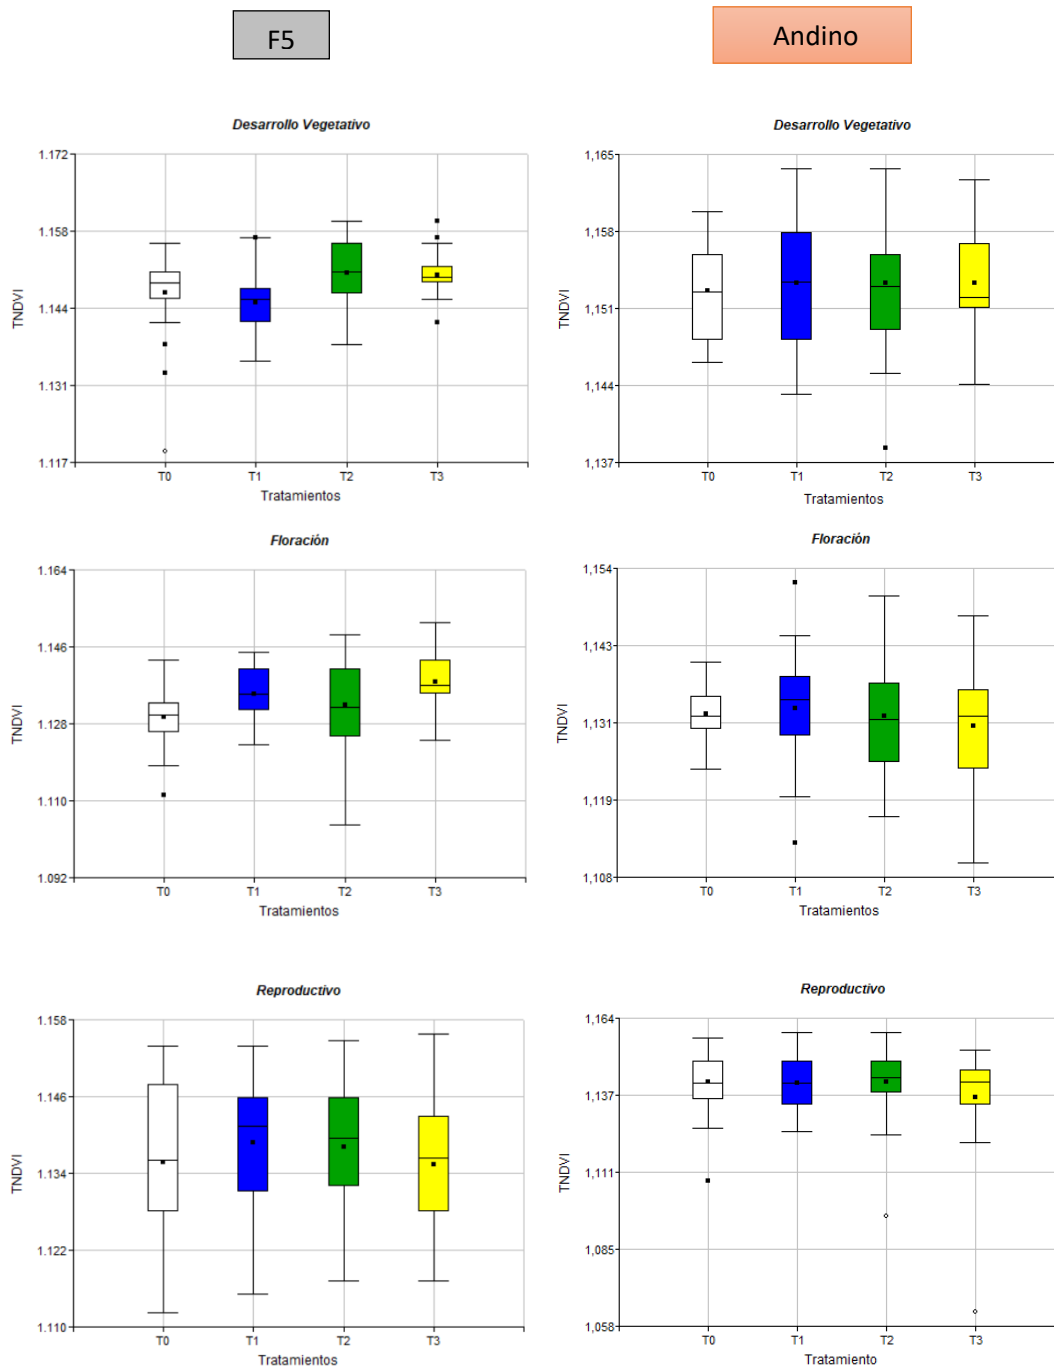 F5
Andino
Desarrollo Vegetativo
1.172
1.158
1.144
1.131
1.117
TNDVI
T0 T1 T2 T3
Tratamientos
Desarrollo Vegetativo
1,165
1,158
1,151
1,144
1,137
TNDVI
T0 T1 T2 T3
Tratamientos
Floración
1.164
1.146
1.128
1.110
1.092
TNDVI
T0 T1 T2 T3
Tratamientos
Floración
1,154
1,143
1,131
1,119
1,108
TNDVI
T0 T1 T2 T3
Tratamientos
Reproductivo
1.158
1.146
1.134
1.122
1.110
TNDVI
T0 T1 T2 T3
Tratamientos
Reproductivo
1,164
1,137
1,111
1,085
1,058
TNDVI
T0 T1 T2 T3
Tratamiento